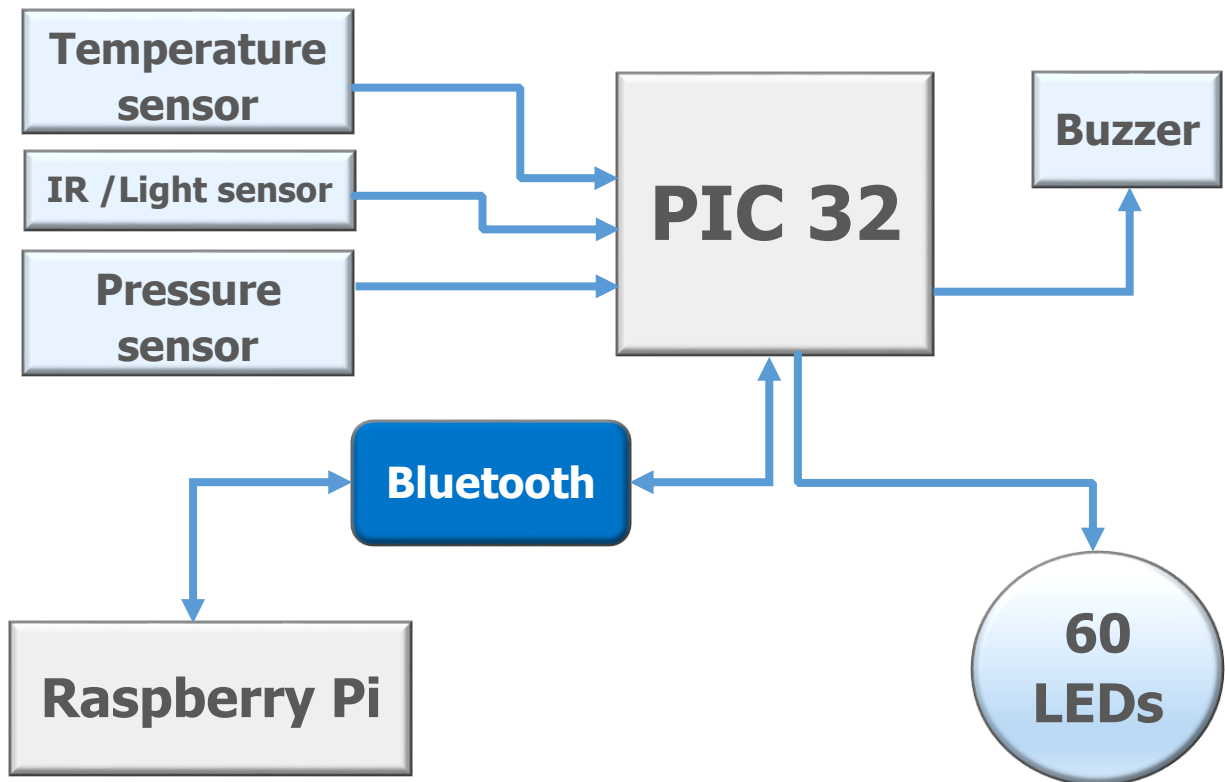 Temperature
sensor
IR /Light sensor
Pressure
sensor
PIC 32
Buzzer
Bluetooth
Raspberry Pi
60
LEDs